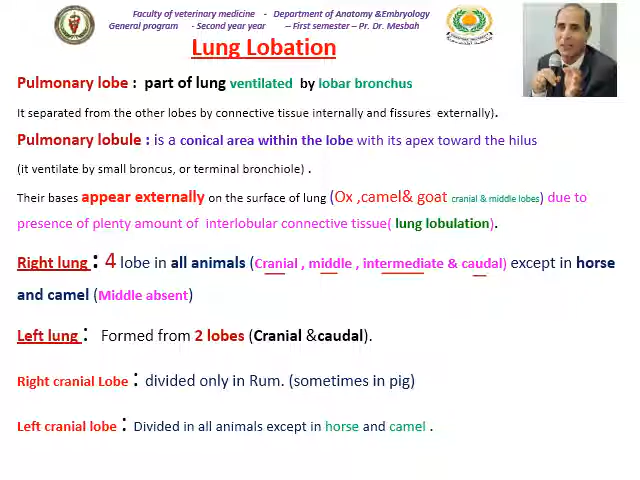 Faculty of veterinary medicine - Department of Anatomy &Embryology
General program - Second year year – First semester – Pr. Dr. Mesbah
Lung Lobation
Pulmonary lobe : part of lung ventilated by lobar bronchus
It separated from the other lobes by connective tissue internally and fissures externally).
Pulmonary lobule : is a conical area within the lobe with its apex toward the hilus
(it ventilate by small broncus, or terminal bronchiole) .
Their bases appear externally on the surface of lung (Ox ,camel& goat cranial & middle lobes) due to
presence of plenty amount of interlobular connective tissue( lung lobulation).
Right lung : 4 lobe in all animals (Cranial , middle , intermediate & caudal) except in horse
and camel (Middle absent)
Left lung : Formed from 2 lobes (Cranial &caudal).
Right cranial Lobe : divided only in Rum. (sometimes in pig)
Left cranial lobe : Divided in all animals except in horse and camel .